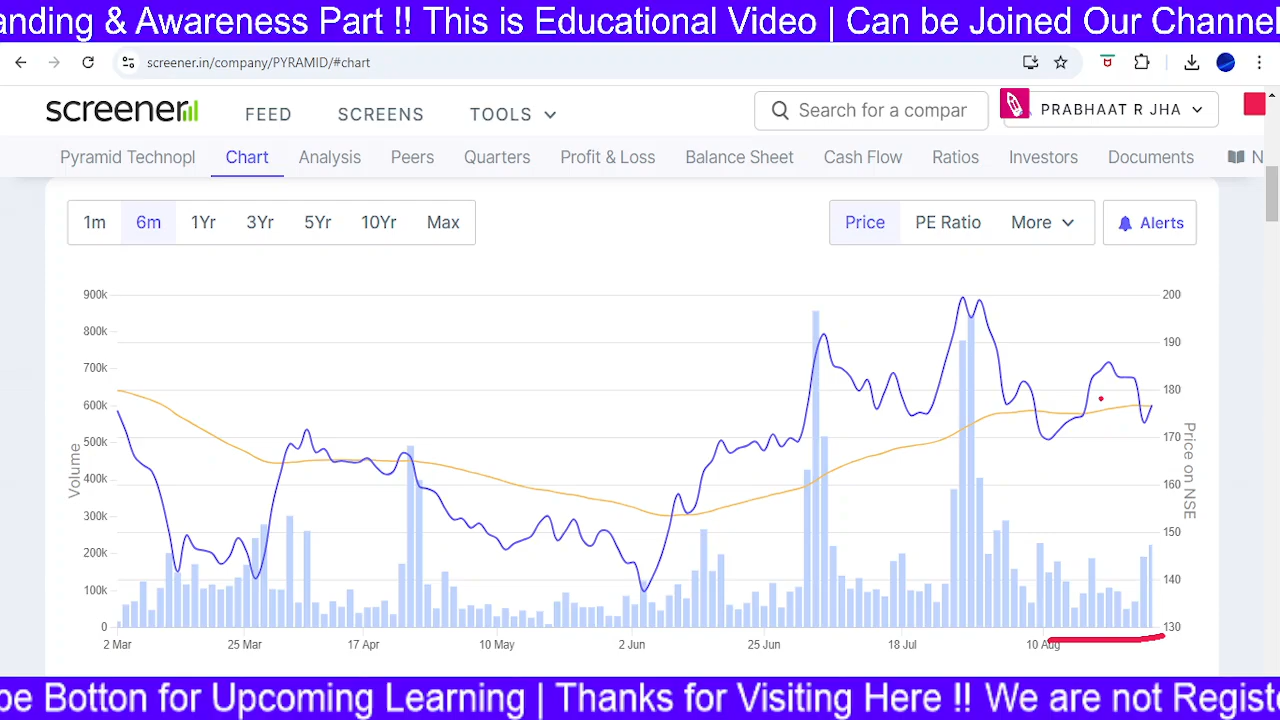 anding & Awareness Part !! This is Educational Video | Can be Joined Our Channel
screener.in/company/PYRAMID/#chart
screener FEED SCREENS TOOLS Search for a compar PRABHAAT R JHA
Pyramid Technopl Chart Analysis Peers Quarters Profit & Loss Balance Sheet Cash Flow Ratios Investors Documents N
1m 6m 1Yr 3Yr 5Yr 10Yr Max Price PE Ratio More Alerts
900k 200
800k 190
700k
600k 180
500k 170
400k 160
300k 150
200k
100k 140
0 130
Volume
Price on NSE
2 Mar 25 Mar 17 Apr 10 May 2 Jun 25 Jun 18 Jul 10 Aug
be Botton for Upcoming Learning | Thanks for Visiting Here !! We are not Registe